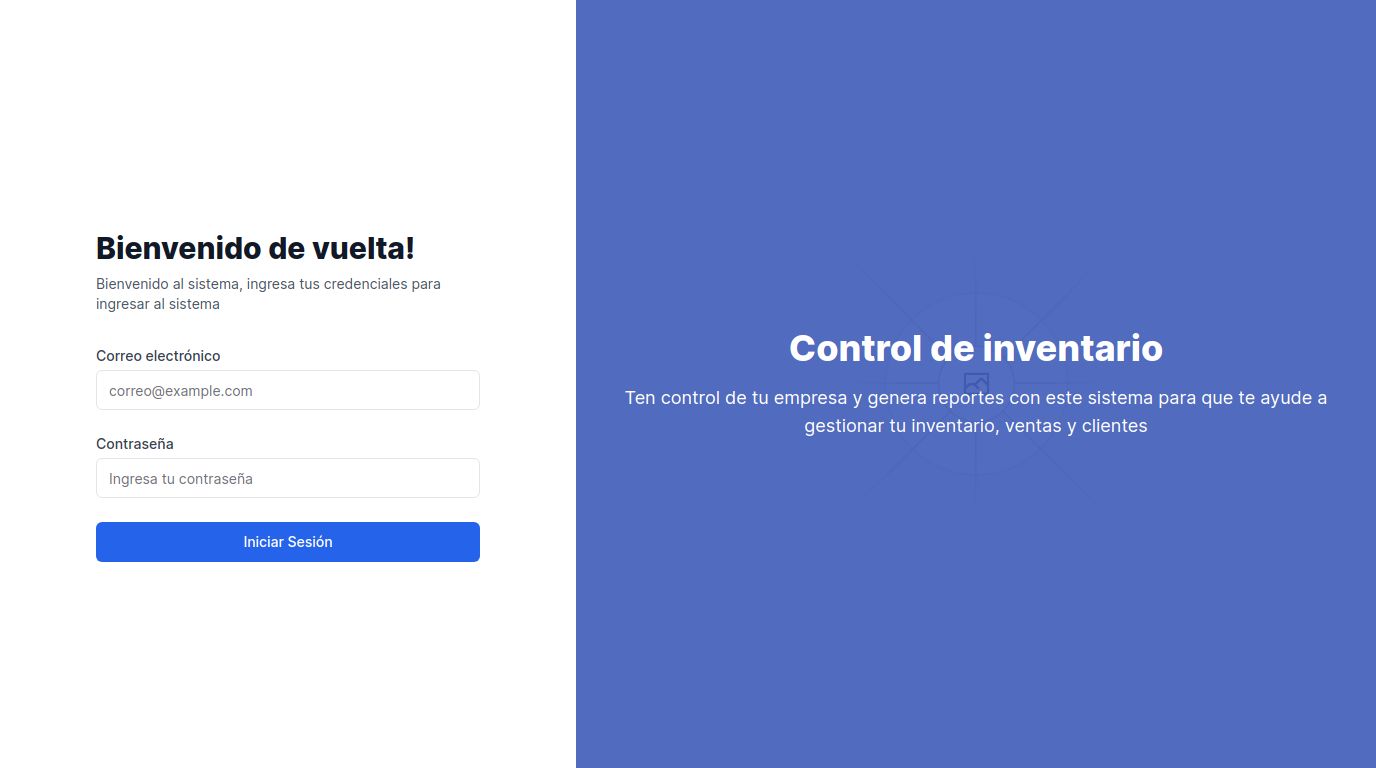 Bienvenido de vuelta!
Bienvenido al sistema, ingresa tus credenciales para
ingresar al sistema
Correo electrónico
correo@example.com
Contraseña
Ingresa tu contraseña
Iniciar Sesión
Control de inventario
Ten control de tu empresa y genera reportes con este sistema para que te ayude a
gestionar tu inventario, ventas y clientes